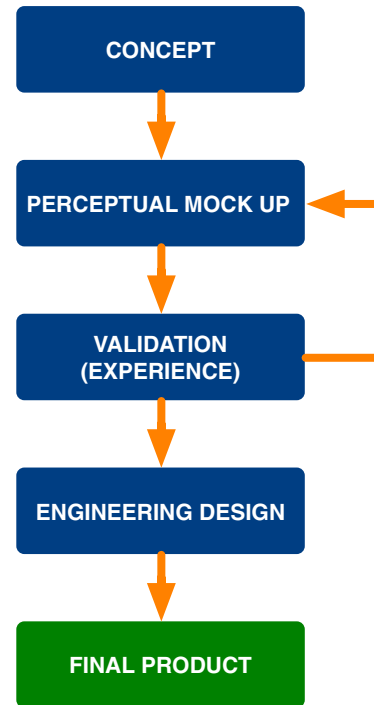 CONCEPT
PERCEPTUAL MOCK UP
VALIDATION
(EXPERIENCE)
ENGINEERING DESIGN
FINAL PRODUCT